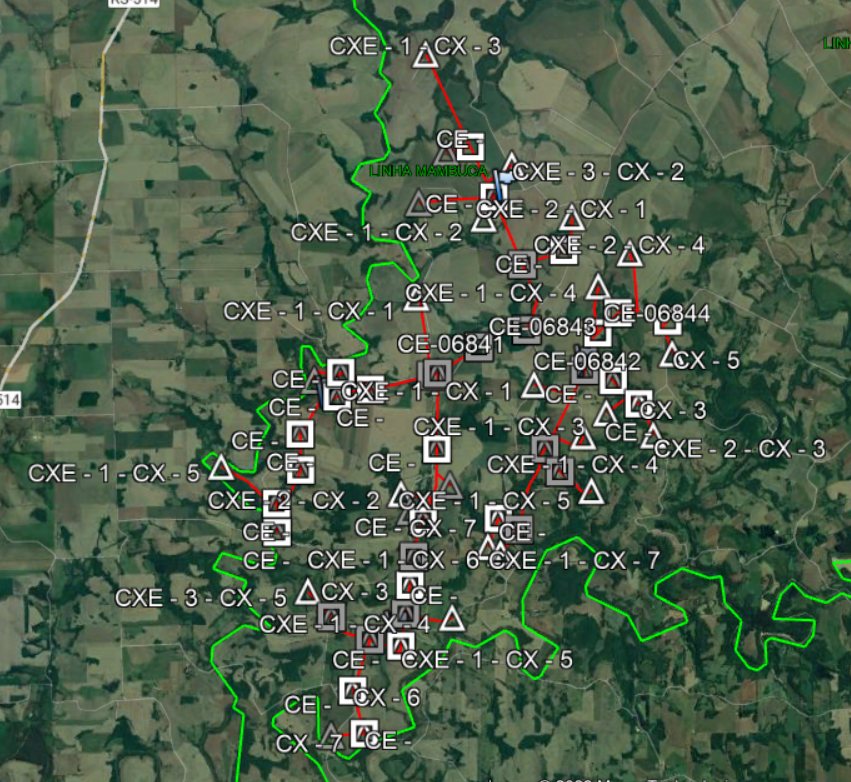 RS-514
CXE - 1 - CX - 3
LINH
CE -
LINHA MAMBUCA
CXE - 3 - CX - 2
CE -
CXE - 2 - CX - 1
CXE - 1 - CX - 2
CXE - 2 - CX - 4
CE -
CXE - 1 - CX - 4
CXE - 1 - CX - 1
CE-06844
CE-06843
CE-06841
CE-06842
CX - 5
CE -
CXE - 1 - CX - 1
CE -
514
CE -
CE -
CX - 3
CXE - 1 - CX - 3
CE -
CE -
CXE - 2 - CX - 3
CE -
CE -
CXE - 1 - CX - 4
CXE - 1 - CX - 5
CXE - 2 - CX - 2
CXE - 1 - CX - 5
CE -
CX - 7
CE -
CE -
CE -
CXE - 1 - CX - 6
CXE - 1 - CX - 7
CX - 3
CE -
CXE - 3 - CX - 5
CXE - 1 - CX - 4
CE -
CXE - 1 - CX - 5
CX - 6
CE -
CX - 7
CE -